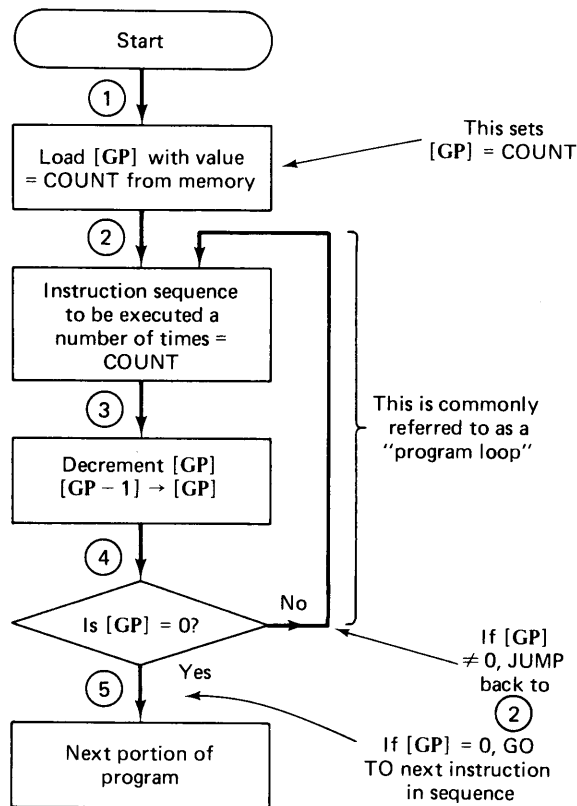 Start
1
Load [GP] with value
= COUNT from memory
This sets
[GP] = COUNT
2
Instruction sequence
to be executed a
number of times =
COUNT
3
This is commonly
referred to as a
"program loop"
Decrement [GP]
[GP − 1] → [GP]
4
Is [GP] = 0?
No
If [GP]
≠ 0, JUMP
back to
2
Yes
5
If [GP] = 0, GO
TO next instruction
in sequence
Next portion of
program